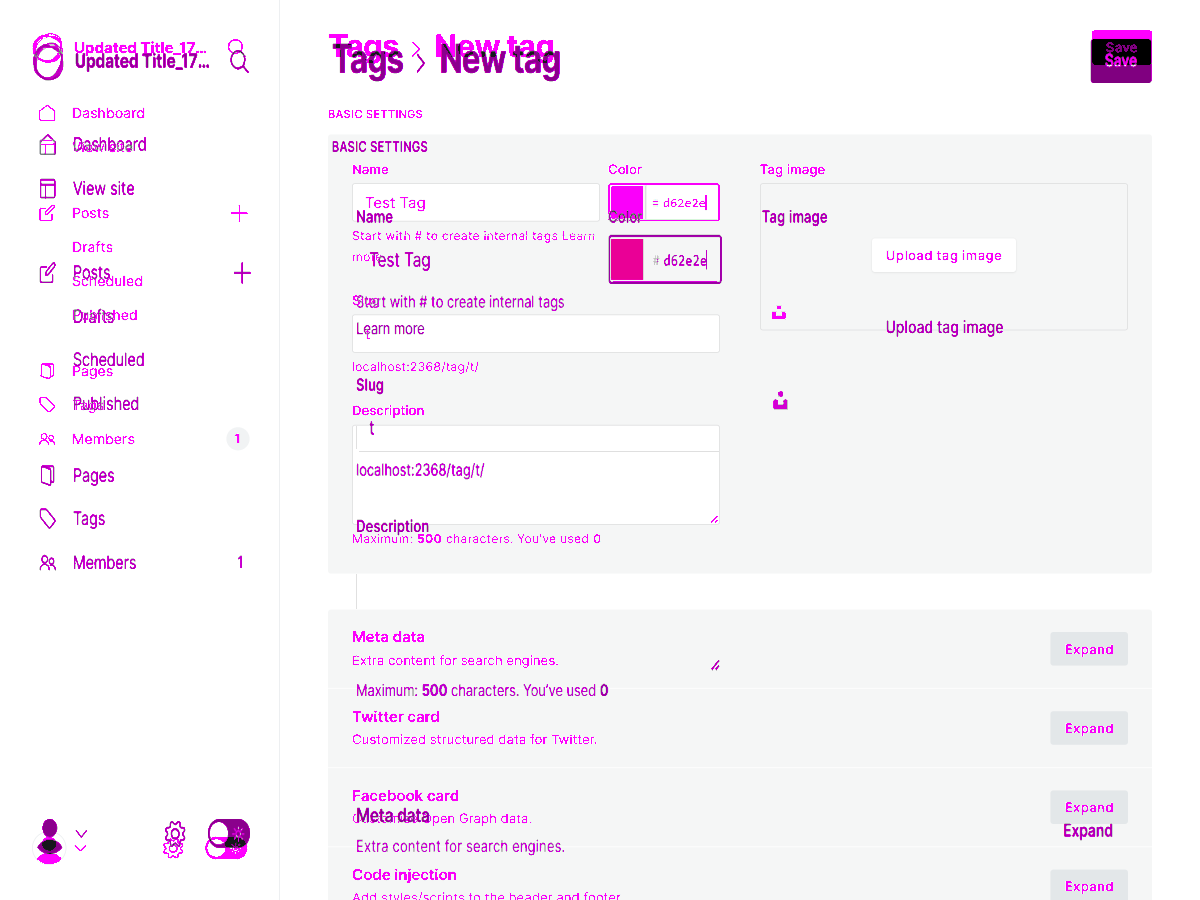 Updated Title_17...
Updated Title_17...
Dashboard
Dashboard
View site
View site
Posts
Drafts
Posts
Scheduled
Published
Drafts
Scheduled
Pages
Published
Tags
Members 1
Pages
Tags
Members 1
Tags > New tag
Tags > New tag
Save
Save
BASIC SETTINGS
BASIC SETTINGS
Name
Color
Tag image
Test Tag
= d62e2e
Name
Color
Tag image
Start with # to create internal tags Learn
more
Test Tag
# d62e2e
Upload tag image
Slug
Start with # to create internal tags
Learn more
t
Upload tag image
localhost:2368/tag/t/
Slug
Description
t
localhost:2368/tag/t/
Description
Maximum: 500 characters. You've used 0
Meta data
Extra content for search engines.
Expand
Maximum: 500 characters. You've used 0
Twitter card
Customized structured data for Twitter.
Expand
Facebook card
Expand
Meta data
Customize Open Graph data.
Expand
Extra content for search engines.
Code injection
Add styles/scripts to the header and footer
Expand